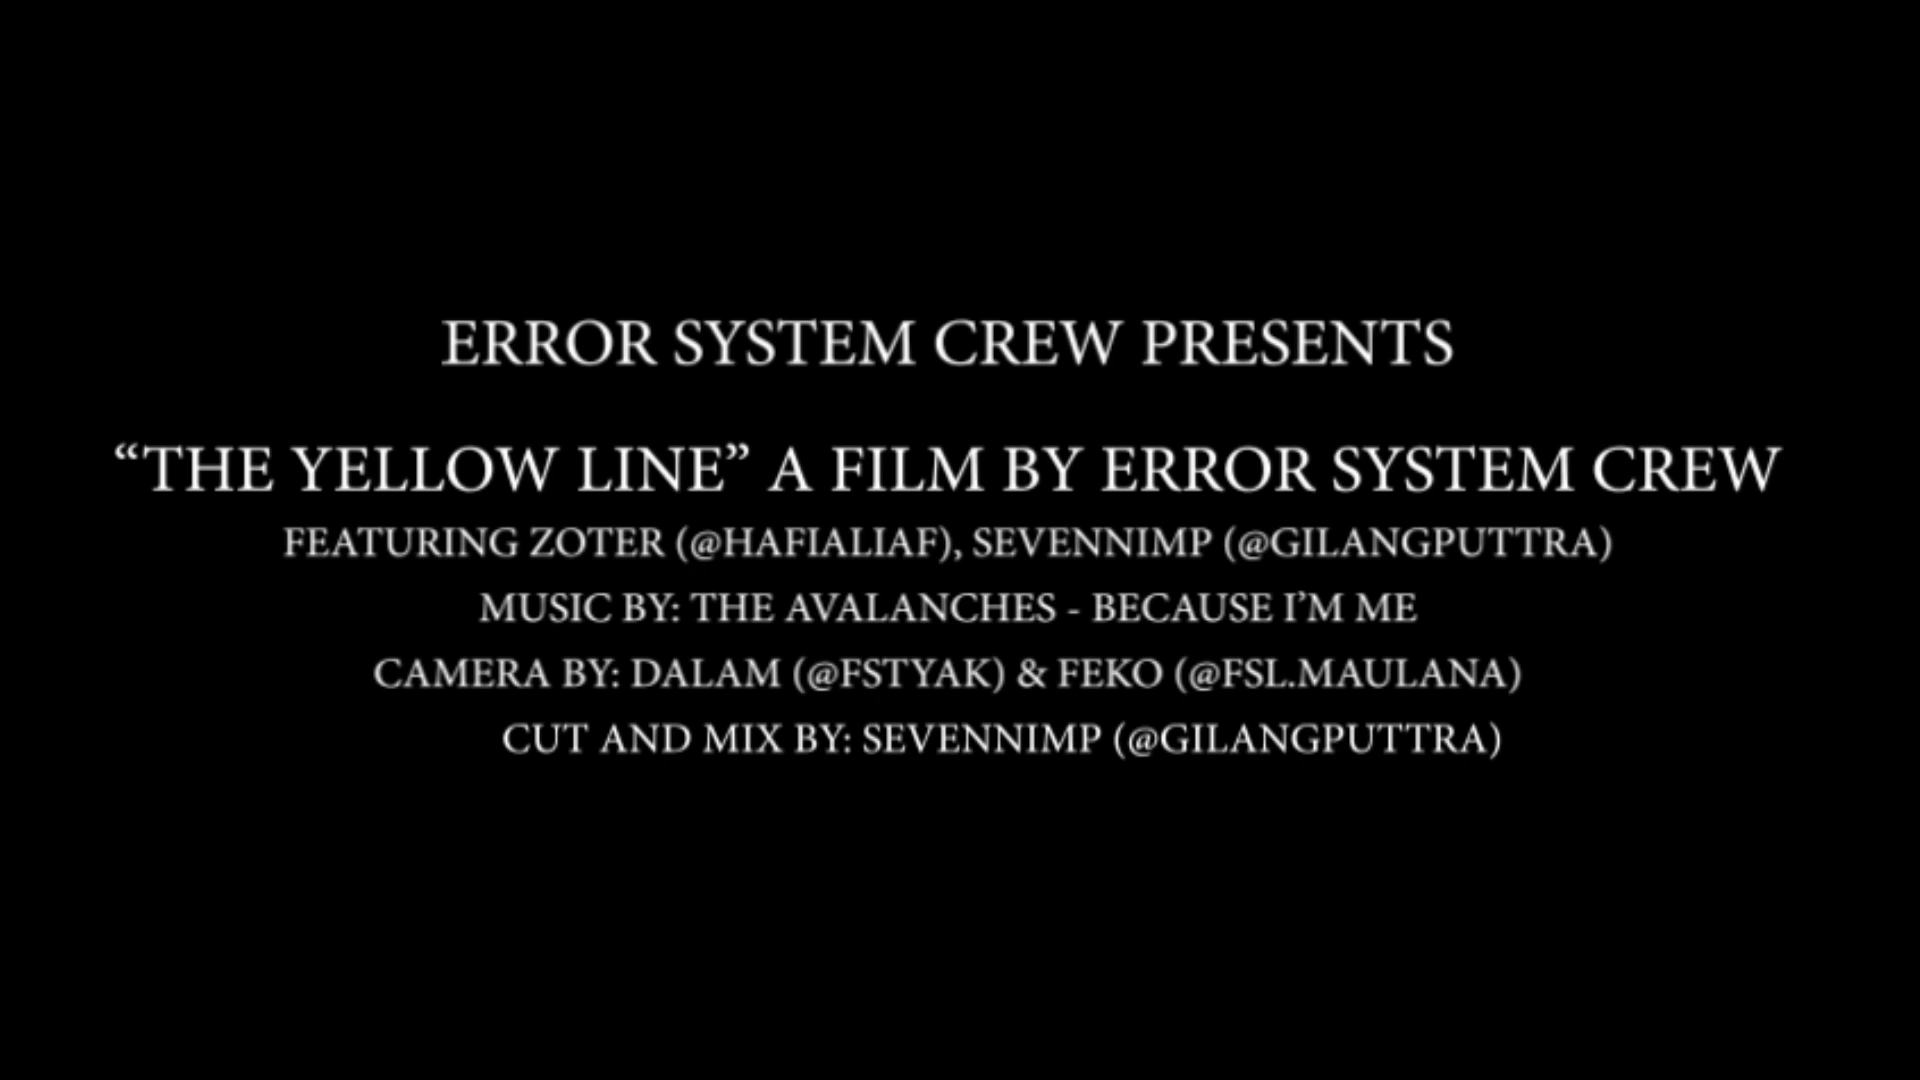 ERROR SYSTEM CREW PRESENTS
“THE YELLOW LINE” A FILM BY ERROR SYSTEM CREW
FEATURING ZOTER (@HAFIALIAF), SEVENNIMP (@GILANGPUTTRA)
MUSIC BY: THE AVALANCHES - BECAUSE I’M ME
CAMERA BY: DALAM (@FSTYAK) & FEKO (@FSL.MAULANA)
CUT AND MIX BY: SEVENNIMP (@GILANGPUTTRA)